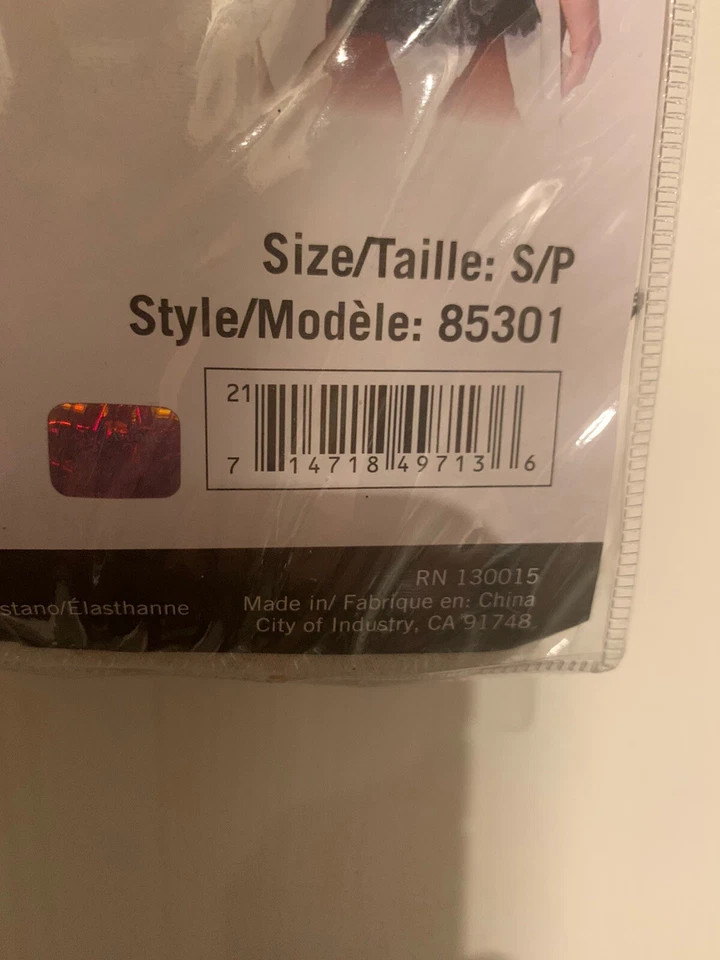 Size/Taille: S/P
Style/Modèle: 85301
21
7 14718 49713 6
RN 130015
stano/Élasthanne
Made in/ Fabrique en: China
City of Industry, CA 91748